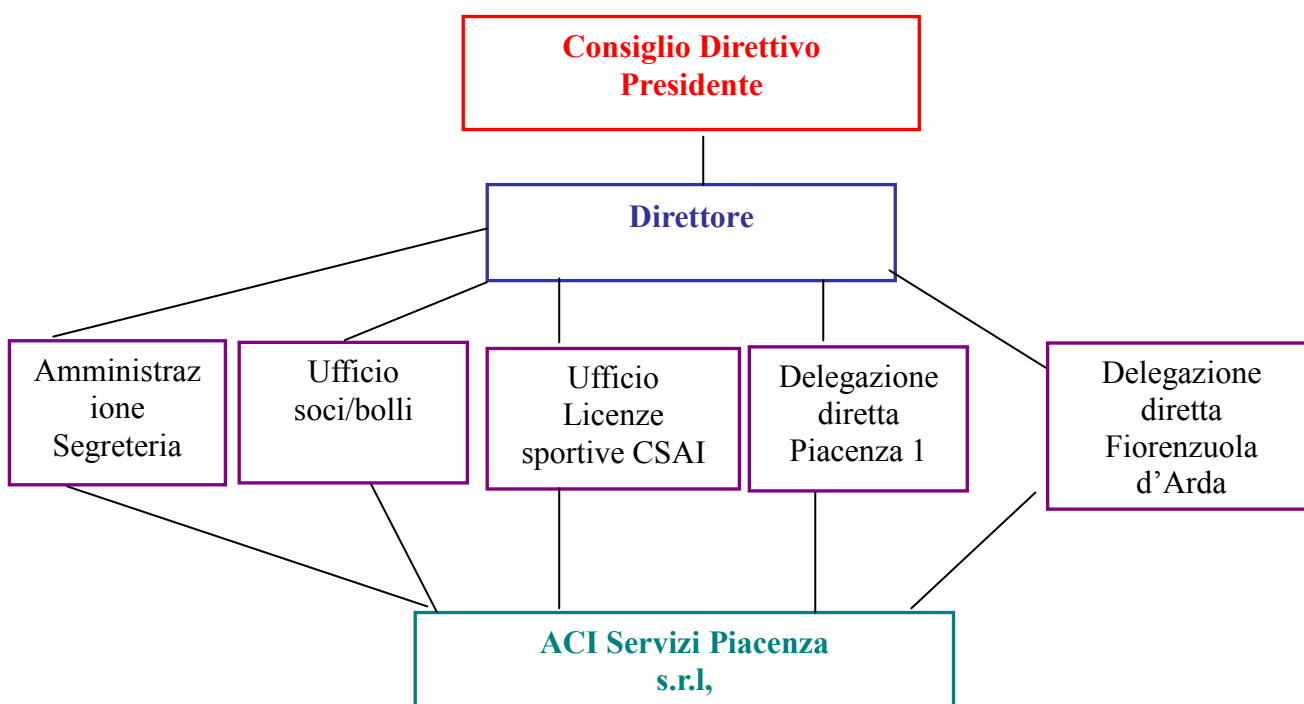 Consiglio Direttivo
Presidente
Direttore
Amministraz
ione
Segreteria
Ufficio
soci/bolli
Ufficio
Licenze
sportive CSAI
Delegazione
diretta
Piacenza 1
Delegazione
diretta
Fiorenzuola
d’Arda
ACI Servizi Piacenza
s.r.l,